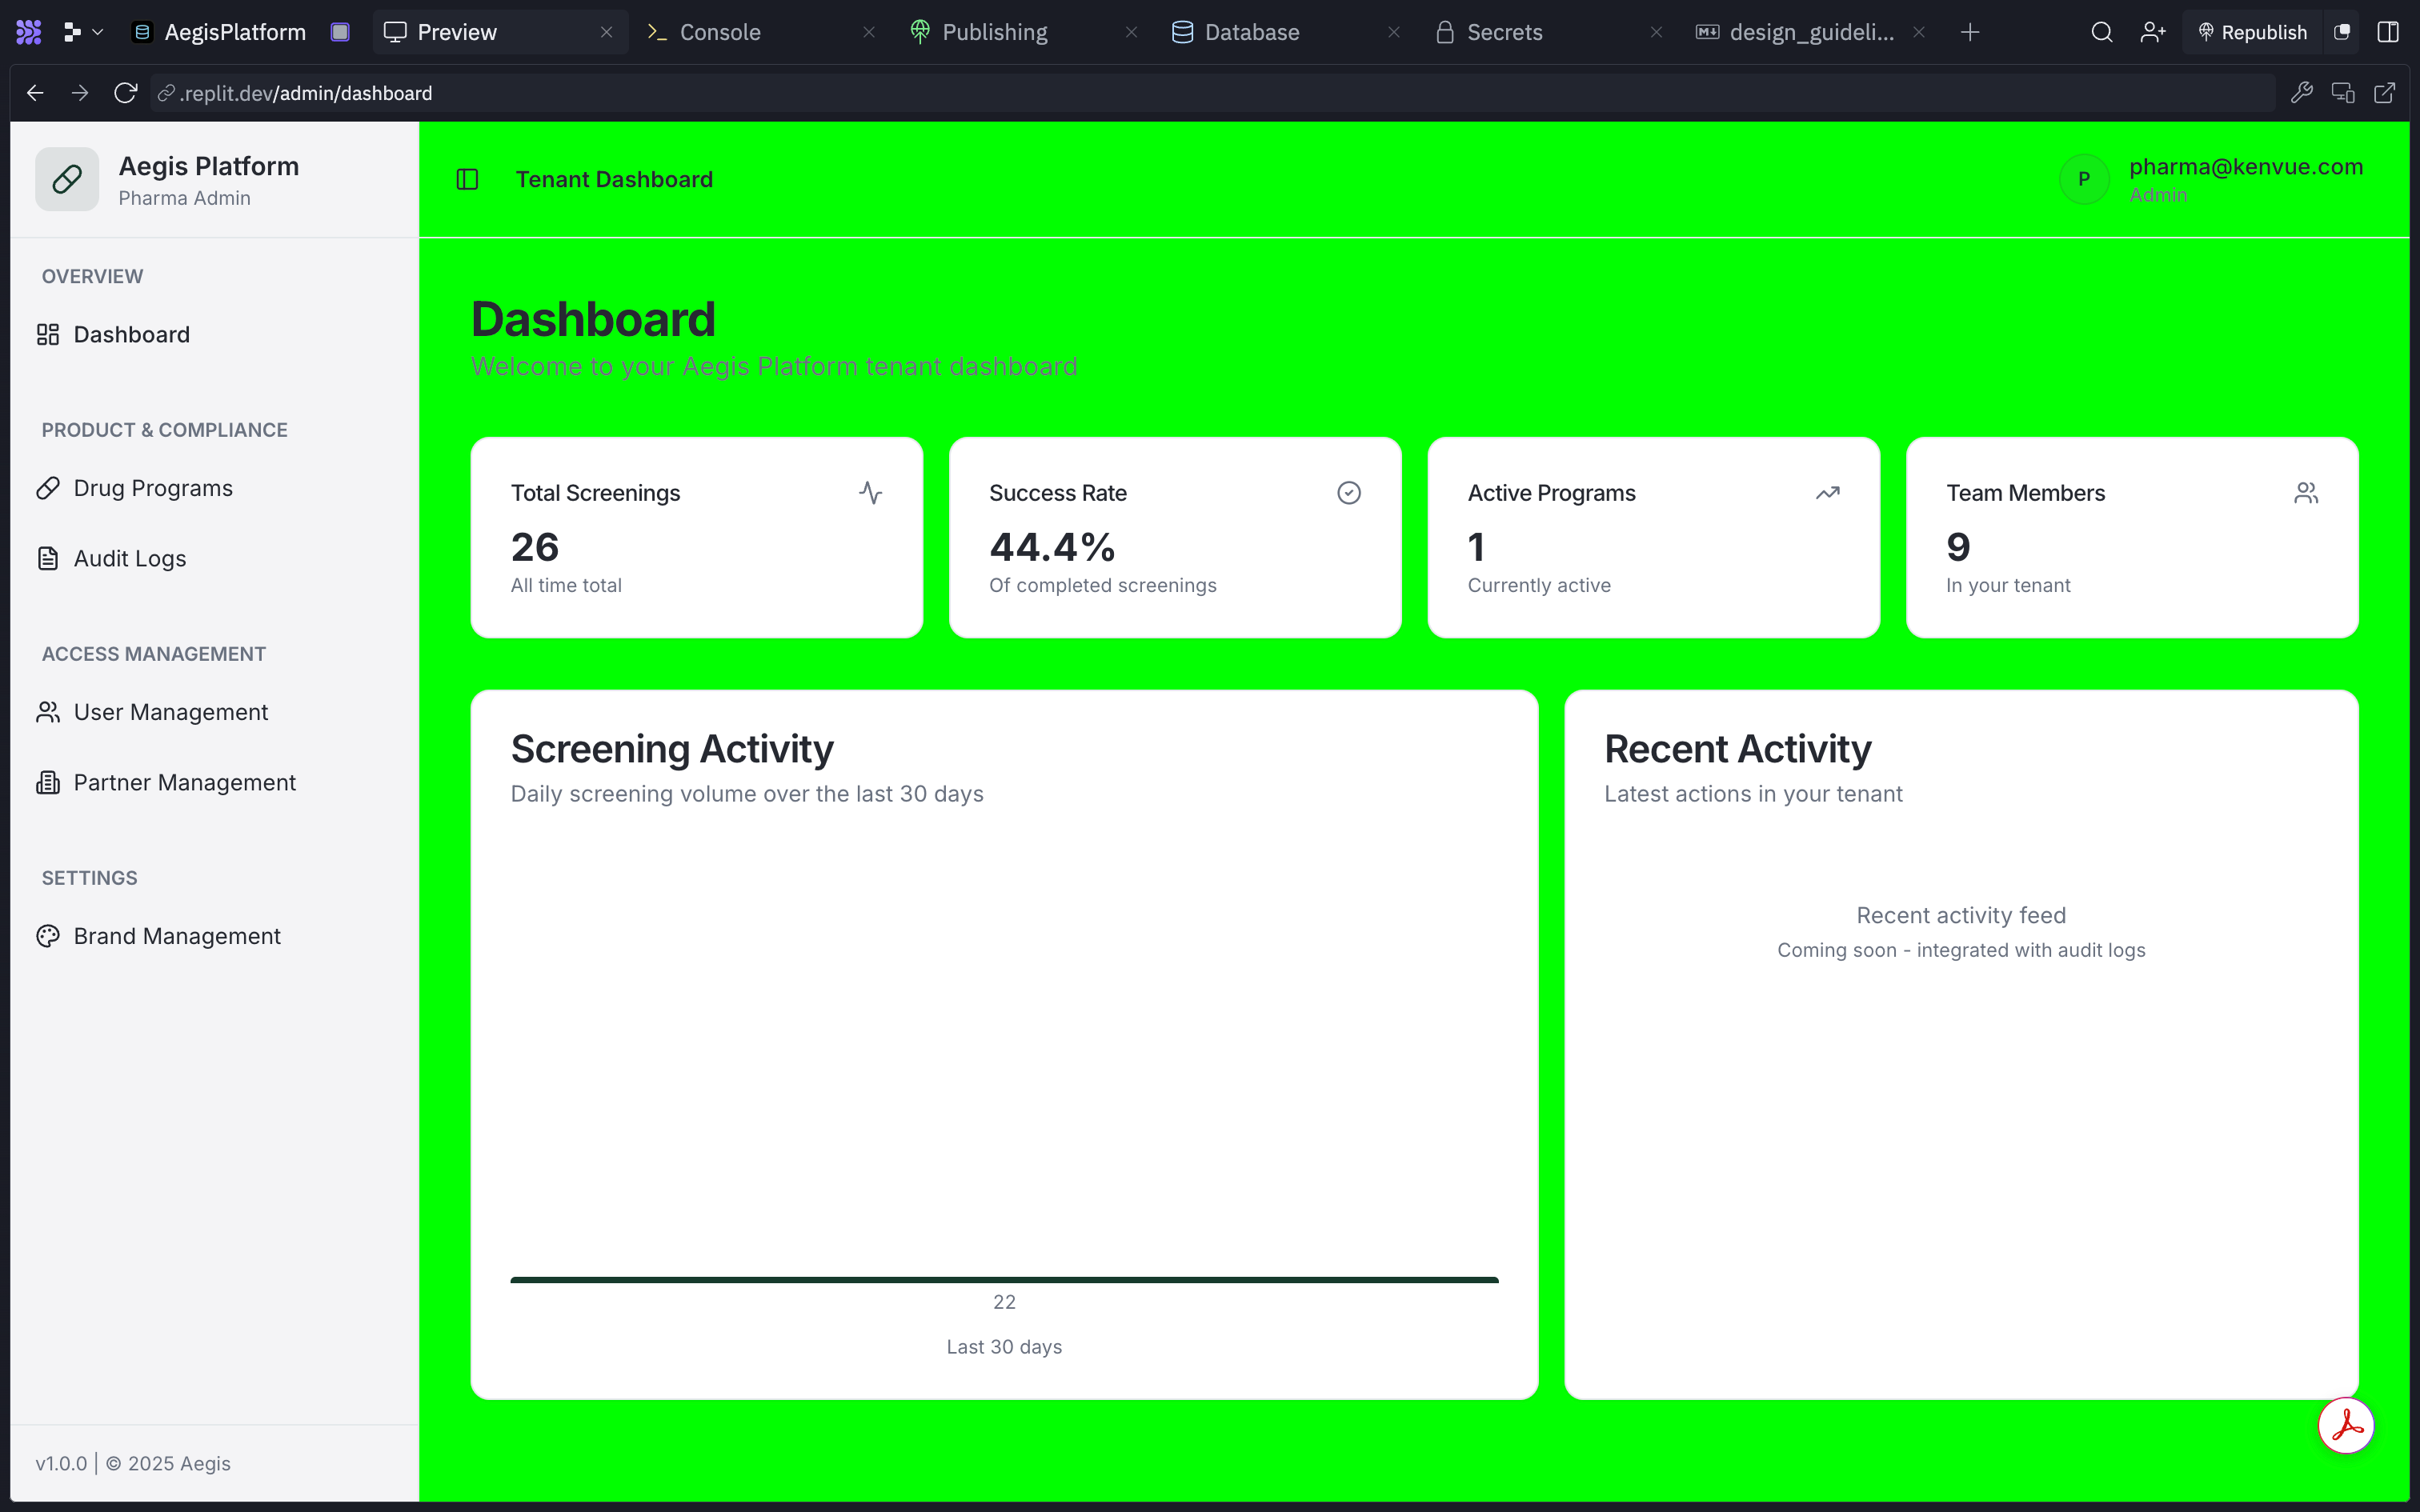 AegisPlatform
Preview
Console
Publishing
Database
Secrets
design_guideli...
Republish
.replit.dev/admin/dashboard
Aegis Platform
Pharma Admin
OVERVIEW
Dashboard
PRODUCT & COMPLIANCE
Drug Programs
Audit Logs
ACCESS MANAGEMENT
User Management
Partner Management
SETTINGS
Brand Management
v1.0.0 | © 2025 Aegis
Tenant Dashboard
P
pharma@kenvue.com
Admin
Dashboard
Welcome to your Aegis Platform tenant dashboard
Total Screenings
26
All time total
Success Rate
44.4%
Of completed screenings
Active Programs
1
Currently active
Team Members
9
In your tenant
Screening Activity
Daily screening volume over the last 30 days
22
Last 30 days
Recent Activity
Latest actions in your tenant
Recent activity feed
Coming soon - integrated with audit logs